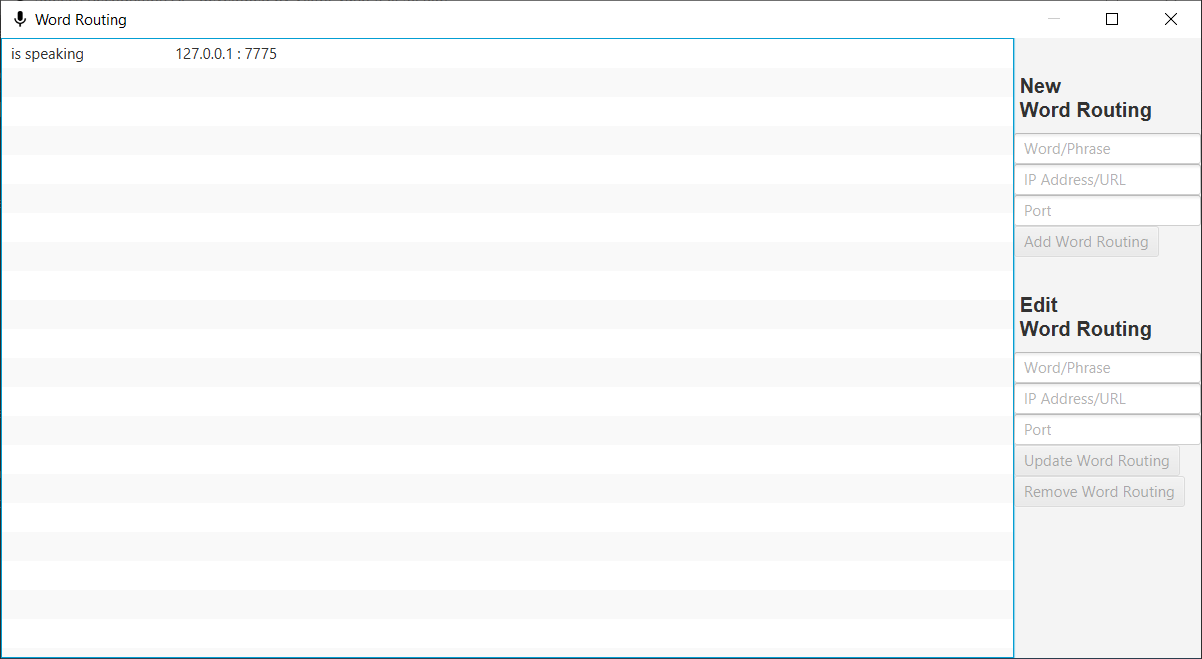 Word Routing
is speaking 127.0.0.1 : 7775
New
Word Routing
Word/Phrase
IP Address/URL
Port
Add Word Routing
Edit
Word Routing
Word/Phrase
IP Address/URL
Port
Update Word Routing
Remove Word Routing